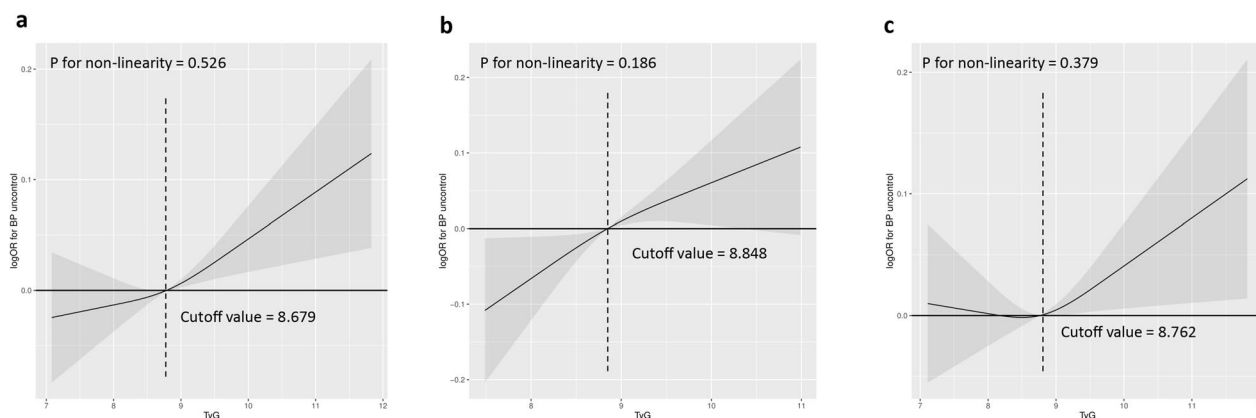 a
P for non-linearity = 0.526
0.2
0.1
0.0
logOR for BP uncontrol
Cutoff value = 8.679
7 8 9 10 11 12
TyG
b
P for non-linearity = 0.186
0.2
0.1
0.0
-0.1
-0.2
logOR for BP uncontrol
Cutoff value = 8.848
8 9 10 11
TyG
c
P for non-linearity = 0.379
0.2
0.1
0.0
logOR for BP uncontrol
Cutoff value = 8.762
7 8 9 10 11
TyG